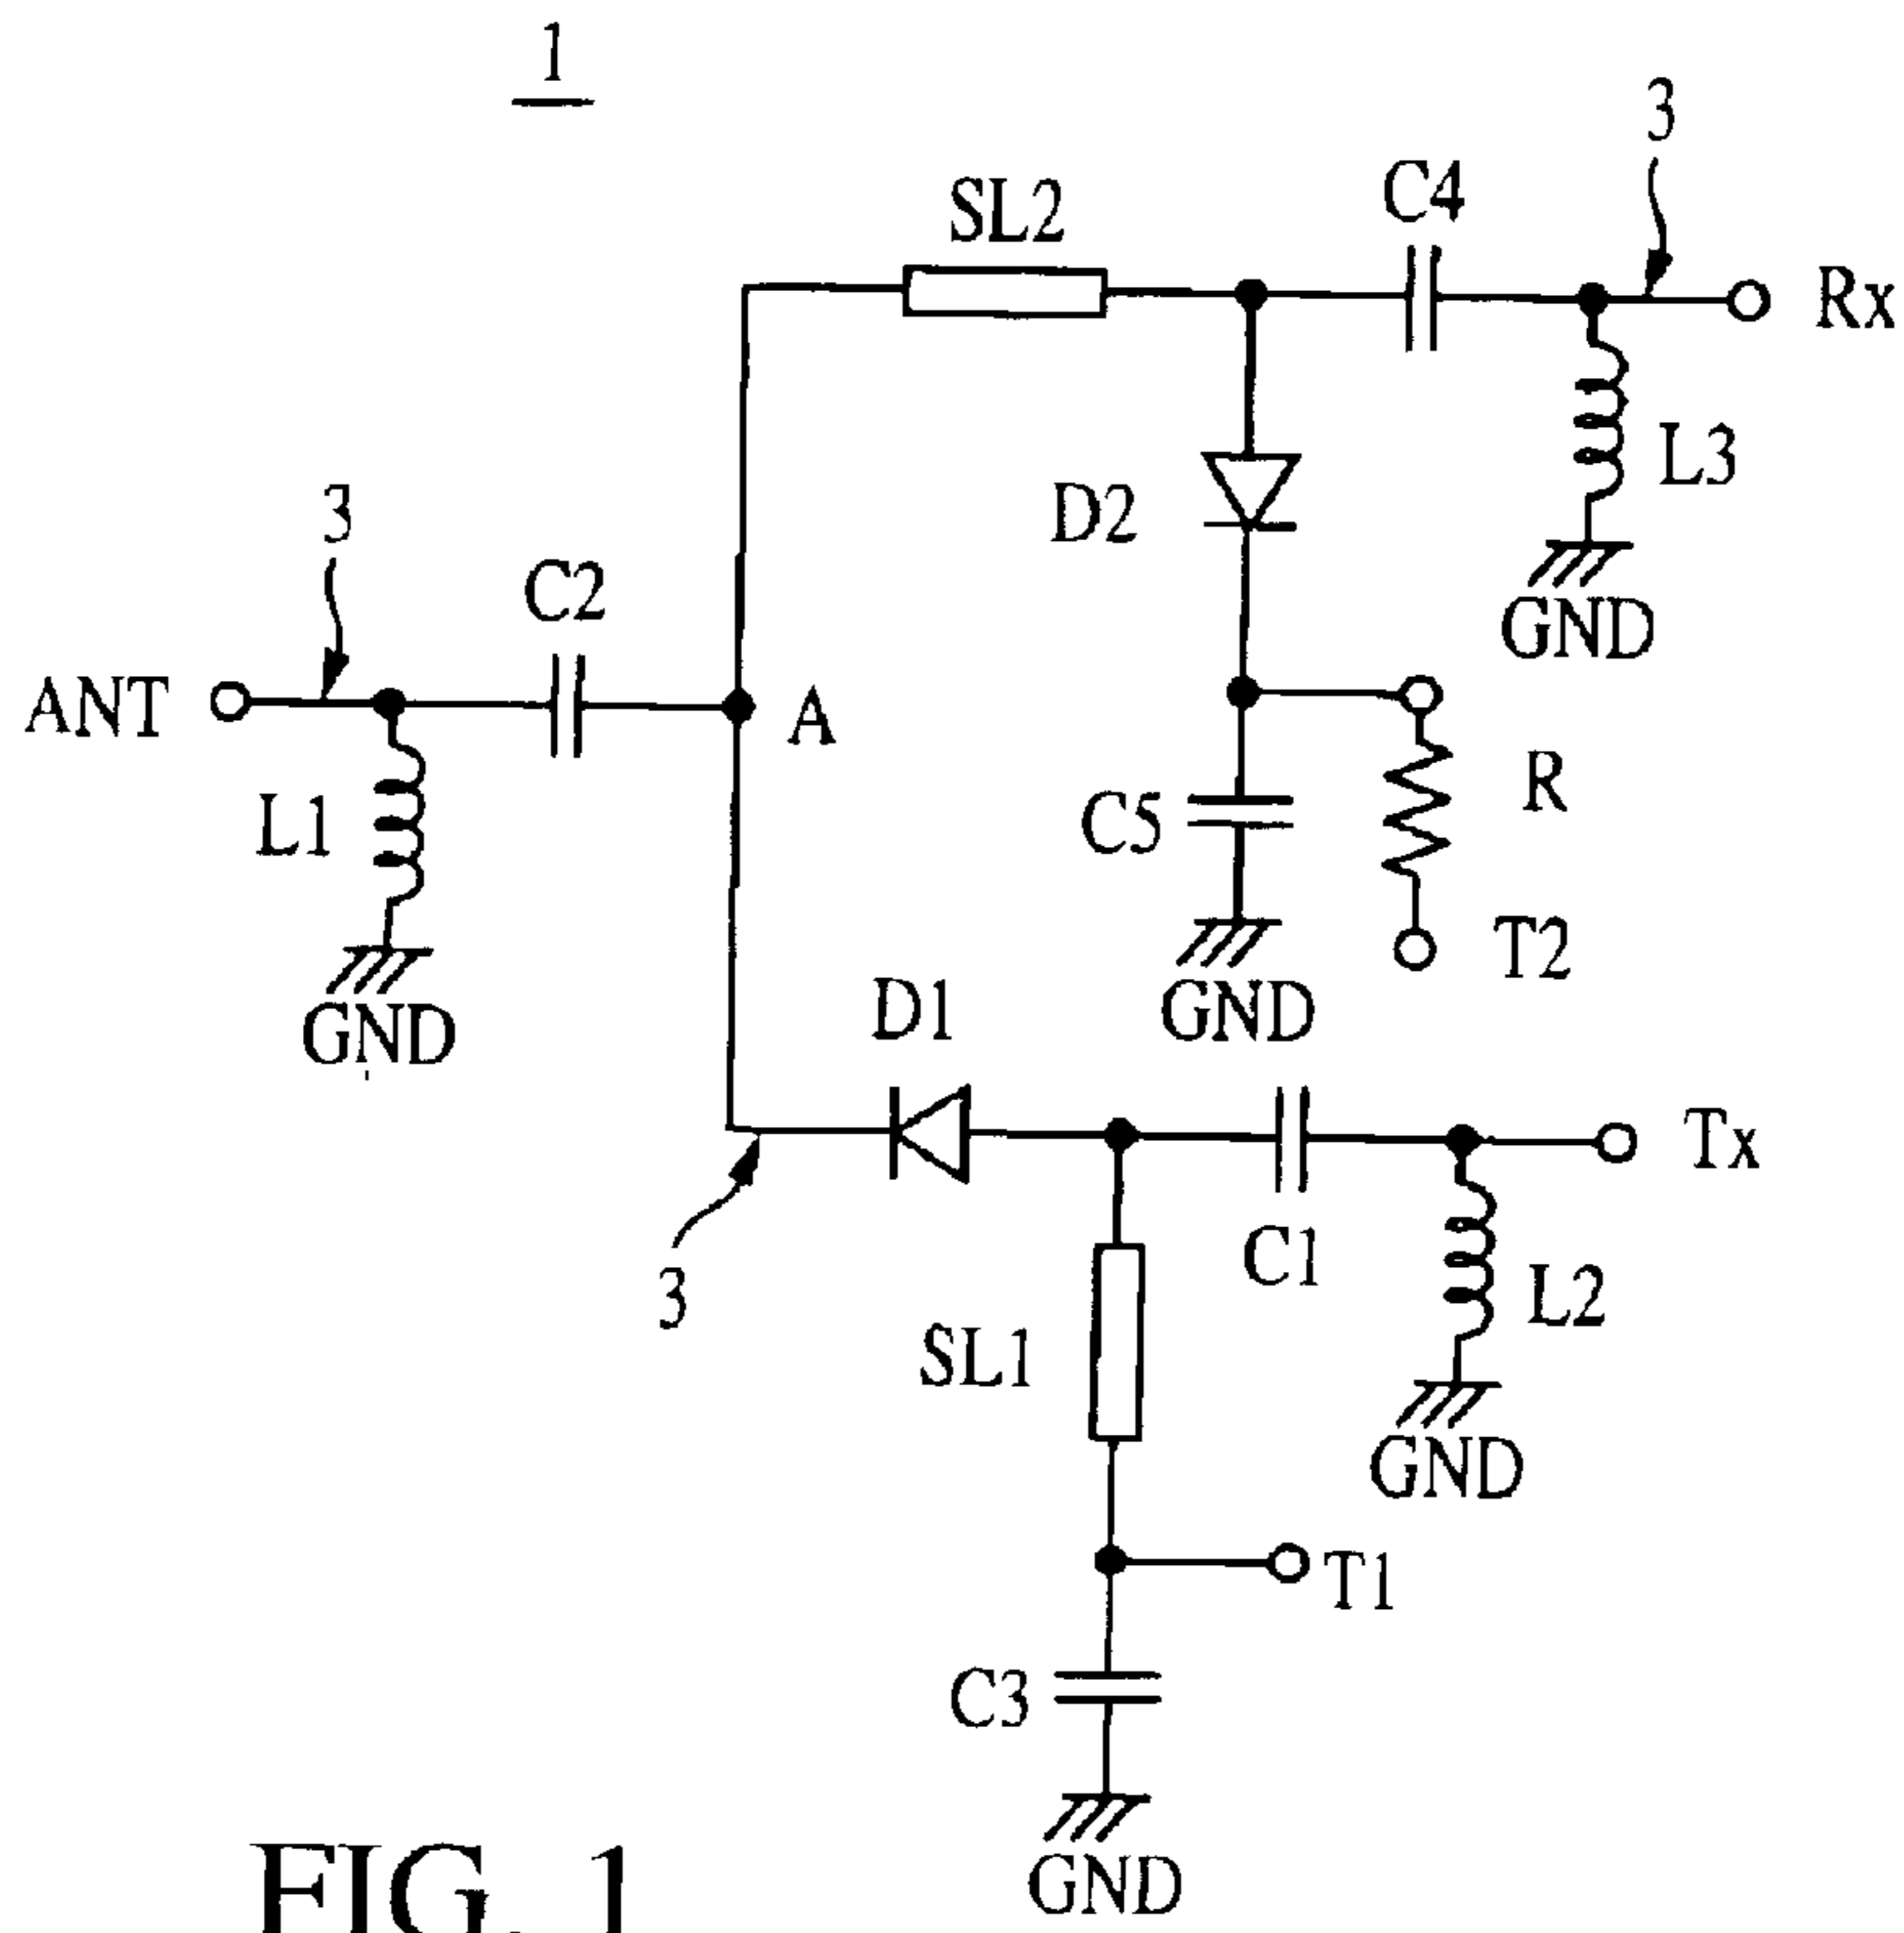 1
3
SL2
C4
Rx
3
C2
D2
L3
GND
ANT
A
L1
C5
R
T2
GND
D1
GND
Tx
3
C1
SL1
L2
GND
T1
C3
GND
FIG. 1